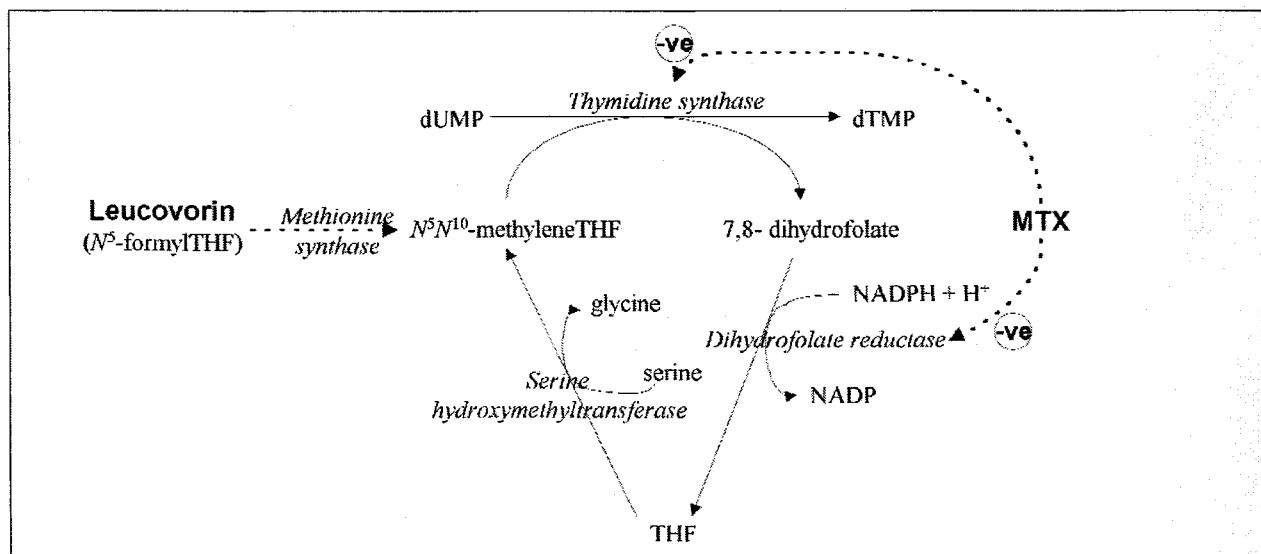 -ve
Thymidine synthase
dUMP
dTMP
Leucovorin
(N⁵-formylTHF)
Methionine
synthase
N⁵N¹⁰-methyleneTHF
7,8- dihydrofolate
MTX
glycine
NADPH + H⁺
-ve
Dihydrofolate reductase
serine
Serine
hydroxymethyltransferase
NADP
THF